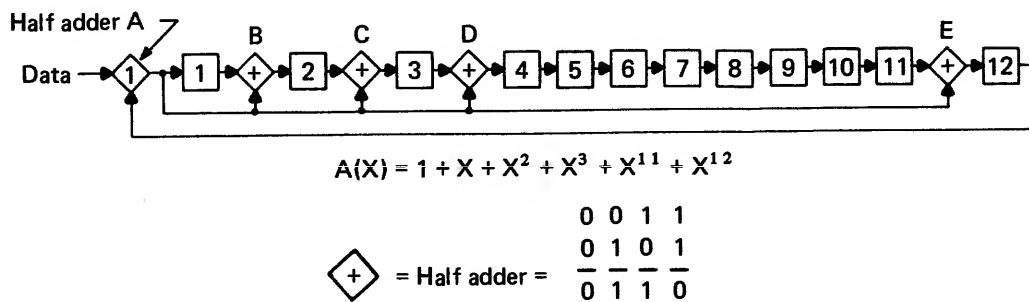 Half adder A
B C D E
Data 1 1 + 2 + 3 + 4 5 6 7 8 9 10 11 + 12
A(X) = 1 + X + X² + X³ + X¹¹ + X¹²
0 0 1 1
0 1 0 1
+ = Half adder =
0 1 1 0